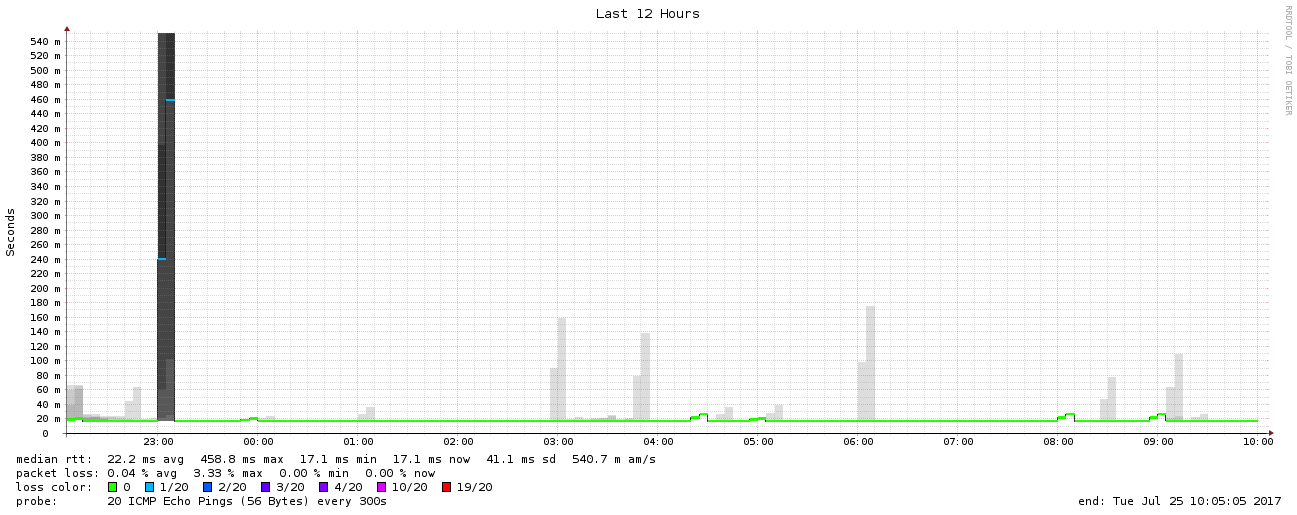 Last 12 Hours
RRDTOOL / TOBI OETIKER
Seconds
540 m
520 m
500 m
480 m
460 m
440 m
420 m
400 m
380 m
360 m
340 m
320 m
300 m
280 m
260 m
240 m
220 m
200 m
180 m
160 m
140 m
120 m
100 m
80 m
60 m
40 m
20 m
0
23:00 00:00 01:00 02:00 03:00 04:00 05:00 06:00 07:00 08:00 09:00 10:00
median rtt: 22.2 ms avg 458.8 ms max 17.1 ms min 17.1 ms now 41.1 ms sd 540.7 m am/s
packet loss: 0.04 % avg 3.33 % max 0.00 % min 0.00 % now
loss color: 0 1/20 2/20 3/20 4/20 10/20 19/20
probe: 20 ICMP Echo Pings (56 Bytes) every 300s end: Tue Jul 25 10:05:05 2017